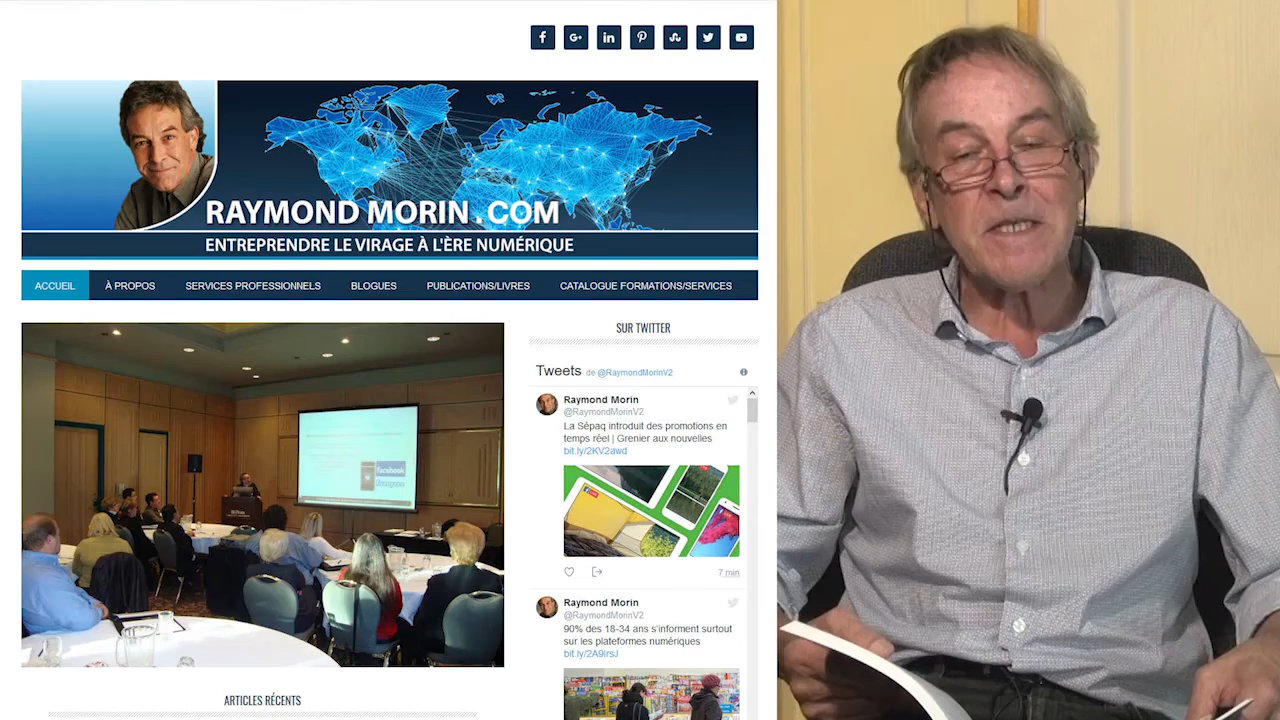 RAYMOND MORIN.COM
ENTREPRENDRE LE VIRAGE À L'ÈRE NUMÉRIQUE
ACCUEIL À PROPOS SERVICES PROFESSIONNELS BLOGUES PUBLICATIONS/LIVRES CATALOGUE FORMATIONS/SERVICES
SUR TWITTER
Tweets de @RaymondMorinV2
Raymond Morin
@RaymondMorinV2
La Sépaq introduit des promotions en
temps réel | Grenier aux nouvelles
bit.ly/2KV2awd
7 min
Raymond Morin
@RaymondMorinV2
90% des 18-34 ans s'informent surtout
sur les plateformes numériques
facebook
ARTICLES RÉCENTS